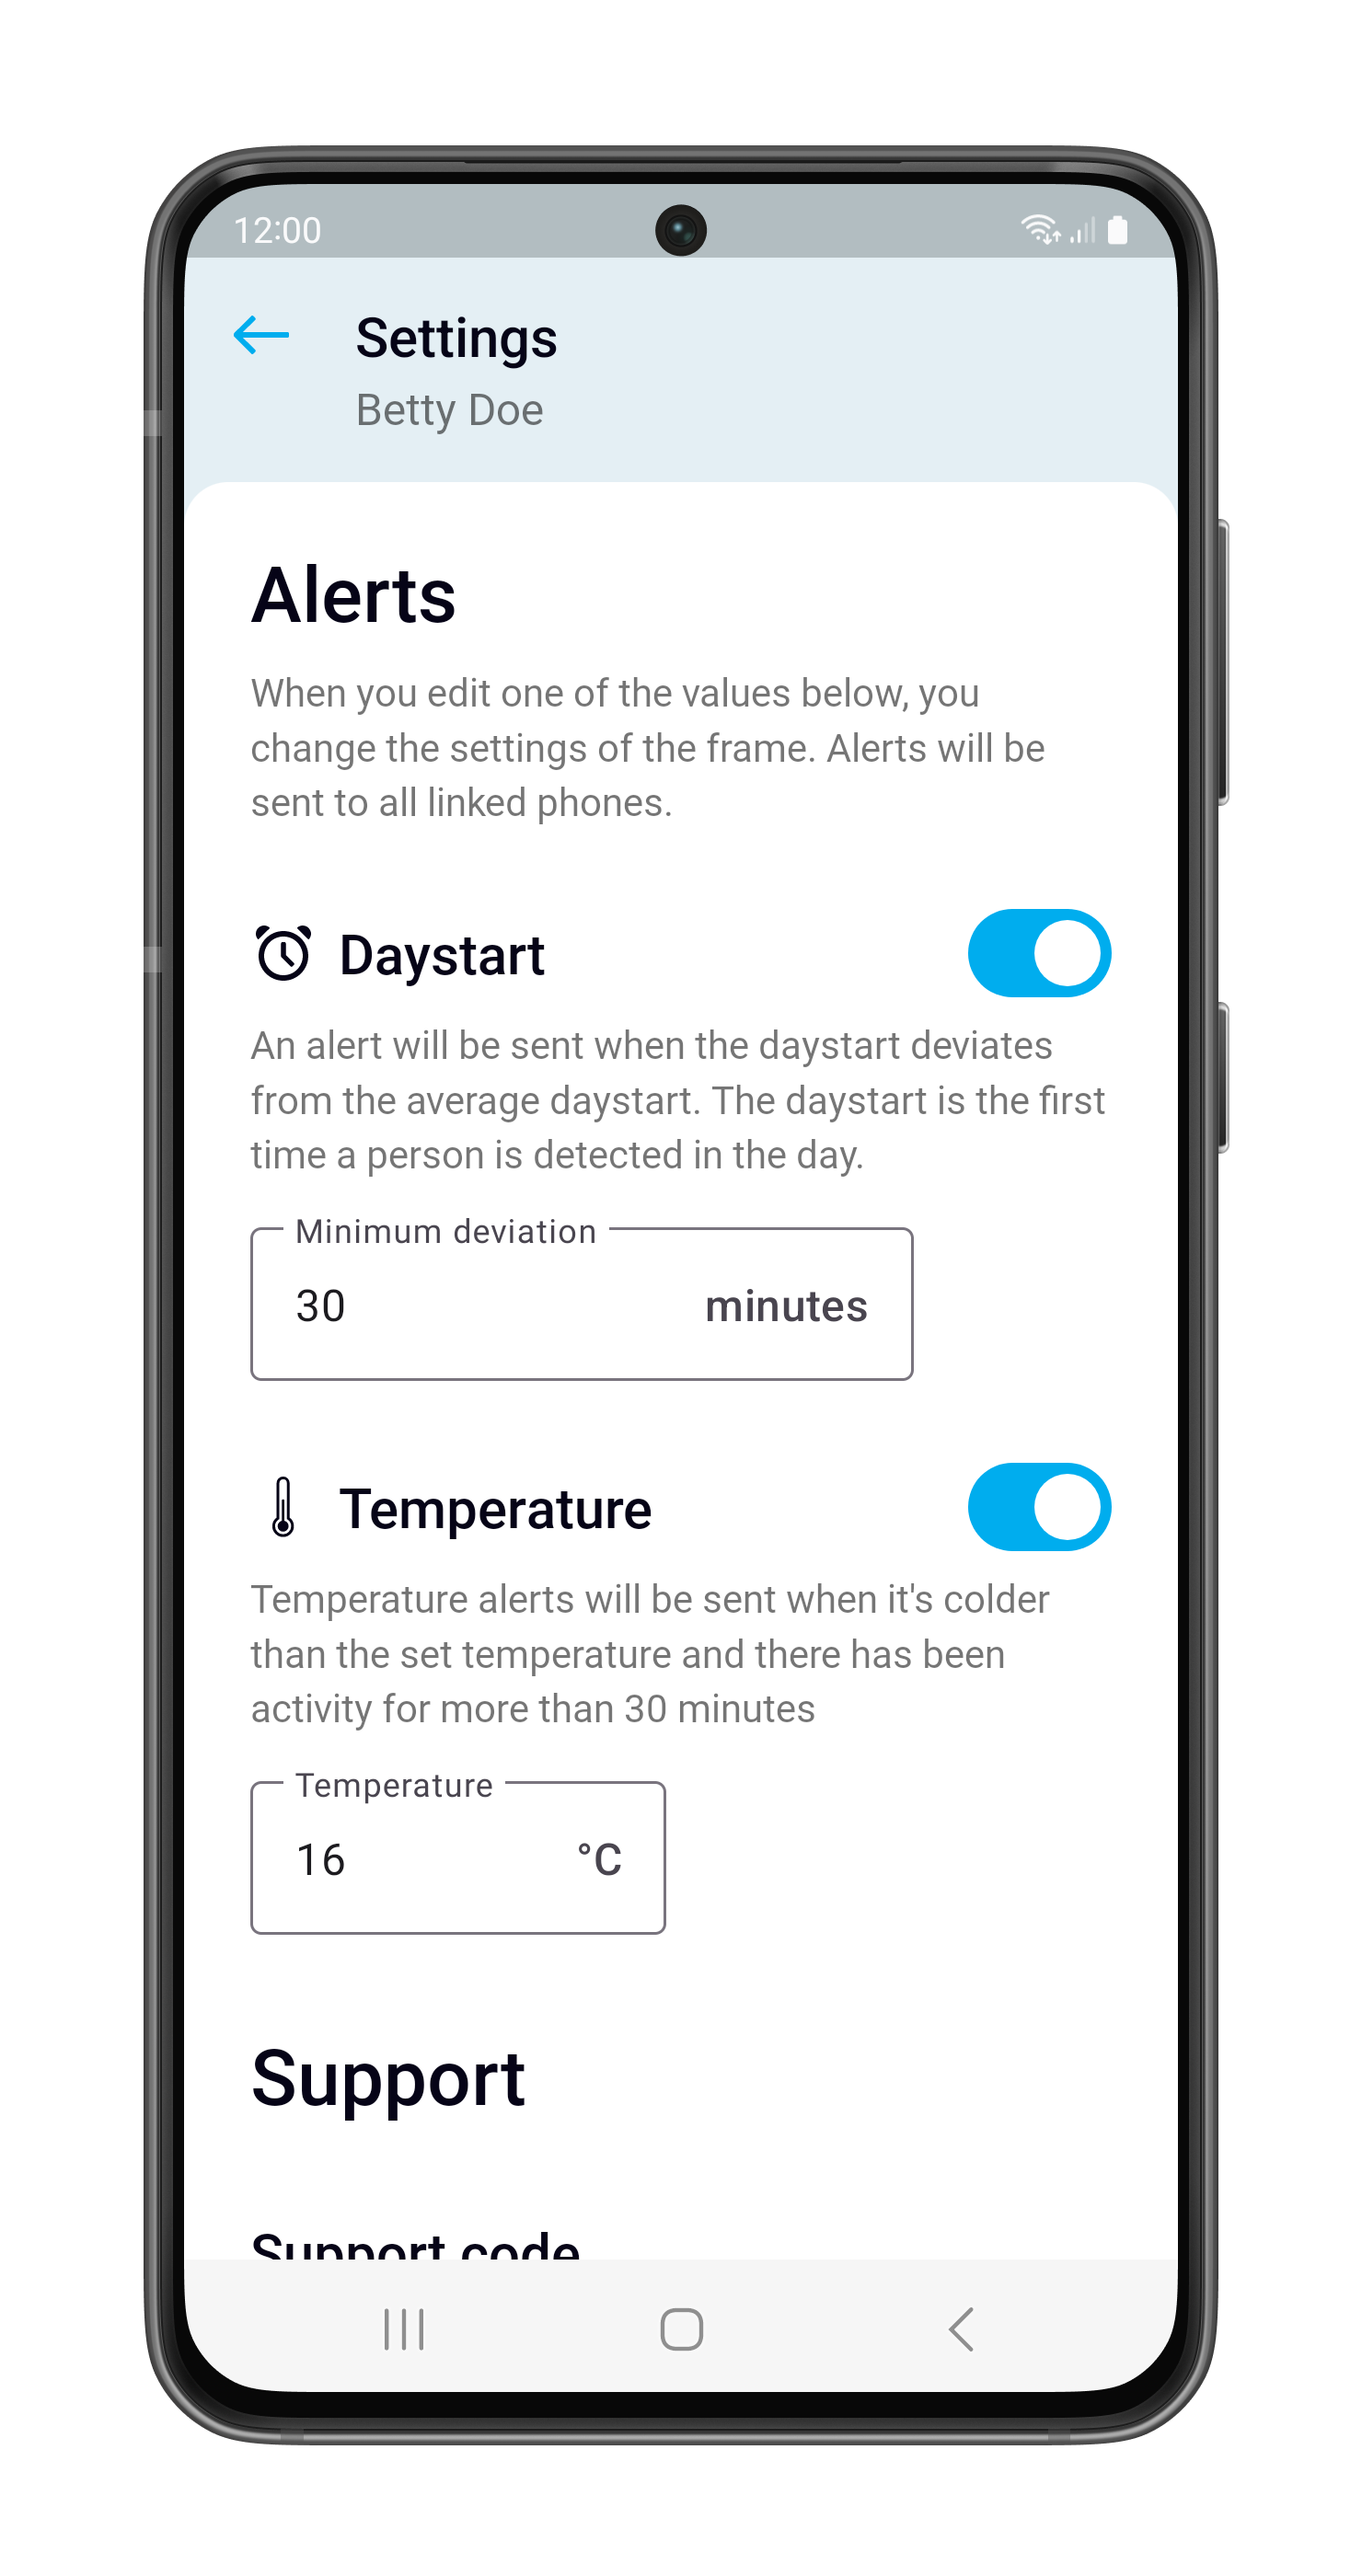 12:00
Settings
Betty Doe
Alerts
When you edit one of the values below, you
change the settings of the frame. Alerts will be
sent to all linked phones.
Daystart
An alert will be sent when the daystart deviates
from the average daystart. The daystart is the first
time a person is detected in the day.
Minimum deviation
30 minutes
Temperature
Temperature alerts will be sent when it's colder
than the set temperature and there has been
activity for more than 30 minutes
Temperature
16 °C
Support
Support code